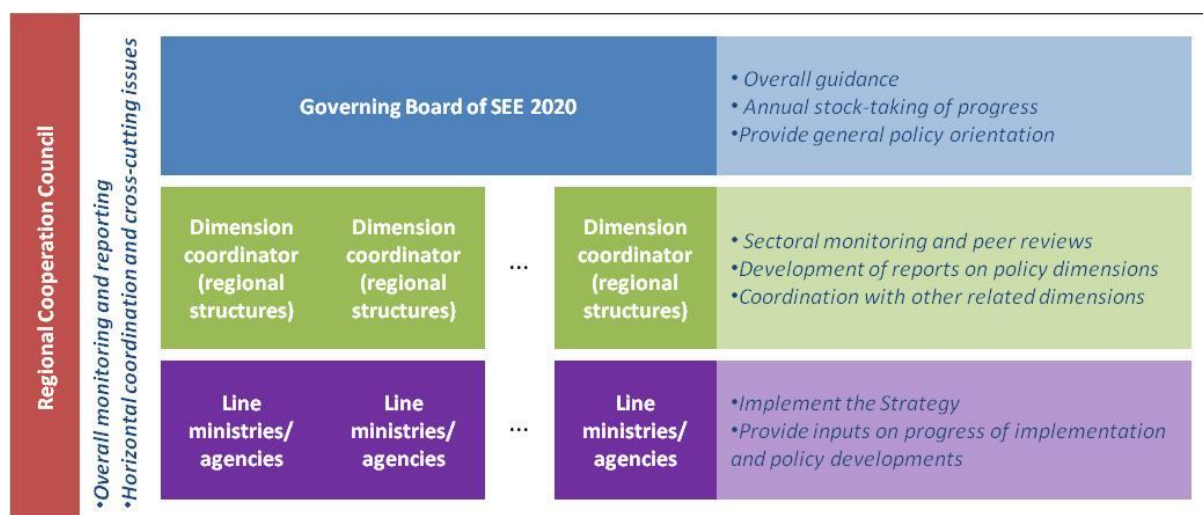 Regional Cooperation Council
•Overall monitoring and reporting
•Horizontal coordination and cross-cutting issues
Governing Board of SEE 2020
• Overall guidance
• Annual stock-taking of progress
• Provide general policy orientation
Dimension
coordinator
(regional
structures)
Dimension
coordinator
(regional
structures)
...
Dimension
coordinator
(regional
structures)
• Sectoral monitoring and peer reviews
• Development of reports on policy dimensions
• Coordination with other related dimensions
Line
ministries/
agencies
Line
ministries/
agencies
...
Line
ministries/
agencies
•Implement the Strategy
•Provide inputs on progress of implementation
and policy developments